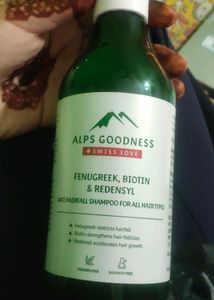 ALPS GOODNESS
+ SWISS LOVE
FENUGREEK, BIOTIN
& REDENSYL
ANTI HAIRFALL SHAMPOO FOR ALL HAIR TYPES
Fenugreek restricts hairfall
Biotin strengthens hair follicles
Redensyl accelerates hair growth
PARABEN FREE
SULPHATE FREE